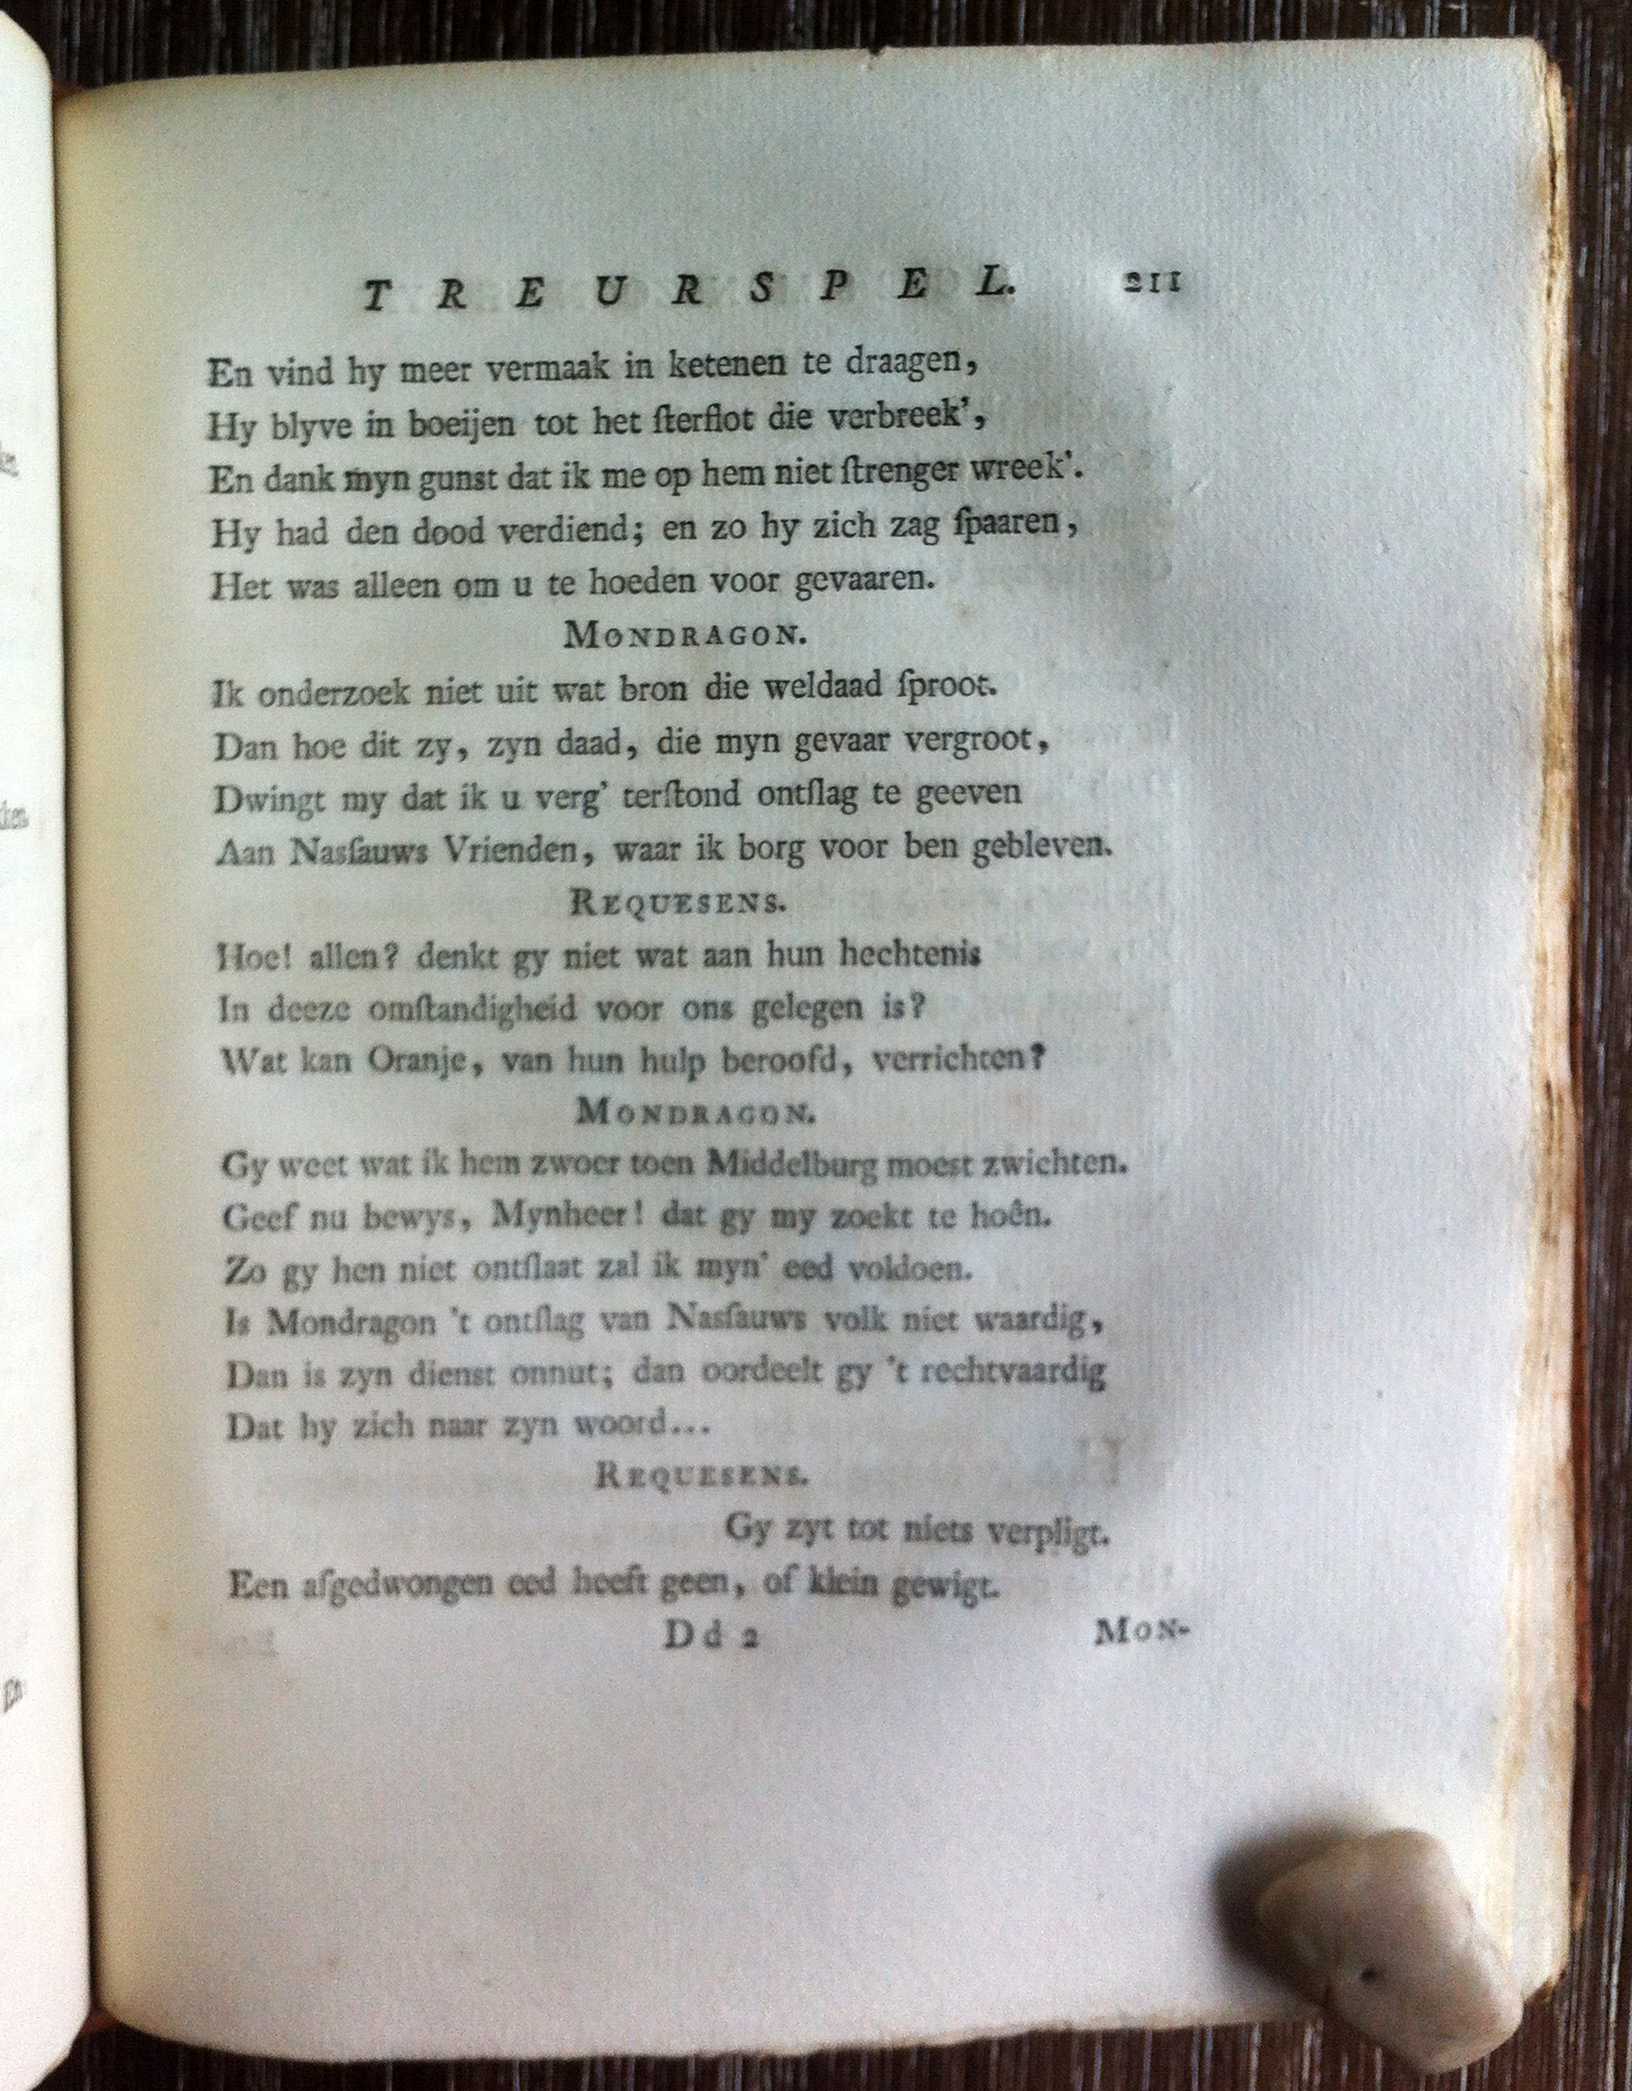 TREURSPEL. 211
En vind hy meer vermaak in ketenen te draagen,
Hy blyve in boeijen tot het ſterflot die verbreek',
En dank myn gunst dat ik me op hem niet ſtrenger wreek'.
Hy had den dood verdiend; en zo hy zich zag ſpaaren,
Het was alleen om u te hoeden voor gevaaren.
MONDRAGON.
Ik onderzoek niet uit wat bron die weldaad ſproot.
Dan hoe dit zy, zyn daad, die myn gevaar vergroot,
Dwingt my dat ik u verg' terſtond ontſlag te geeven
Aan Nasſauws Vrienden, waar ik borg voor ben gebleven.
REQUESENS.
Hoe! allen? denkt gy niet wat aan hun hechtenis
In deeze omſtandigheid voor ons gelegen is?
Wat kan Oranje, van hun hulp beroofd, verrichten?
MONDRAGON.
Gy weet wat ik hem zwoer toen Middelburg moest zwichten.
Geef nu bewys, Mynheer! dat gy my zoekt te hoên.
Zo gy hen niet ontſlaat zal ik myn' eed voldoen.
Is Mondragon 't ontſlag van Nasſauws volk niet waardig,
Dan is zyn dienst onnut; dan oordeelt gy 't rechtvaardig
Dat hy zich naar zyn woord...
REQUESENS.
Gy zyt tot niets verpligt.
Een afgedwongen eed heeft geen, of klein gewigt.
Dd 2 MON-
En